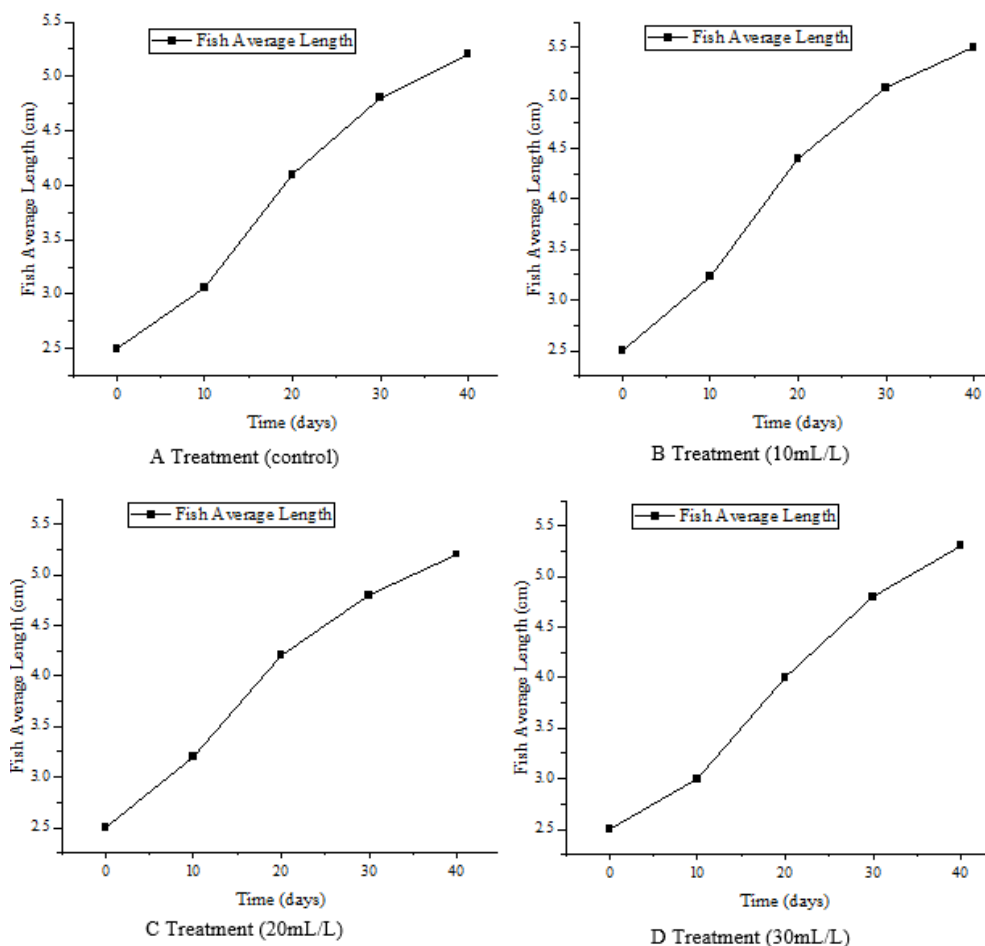 Fish Average Length
Fish Average Length (cm)
5.5
5.0
4.5
4.0
3.5
3.0
2.5
0 10 20 30 40
Time (days)
A Treatment (control)
Fish Average Length
Fish Average Length (cm)
5.5
5.0
4.5
4.0
3.5
3.0
2.5
0 10 20 30 40
Time (days)
B Treatment (10mL/L)
Fish Average Length
Fish Average Length (cm)
5.5
5.0
4.5
4.0
3.5
3.0
2.5
0 10 20 30 40
Time (days)
C Treatment (20mL/L)
Fish Average Length
Fish Average Length (cm)
5.5
5.0
4.5
4.0
3.5
3.0
2.5
0 10 20 30 40
Time (days)
D Treatment (30mL/L)